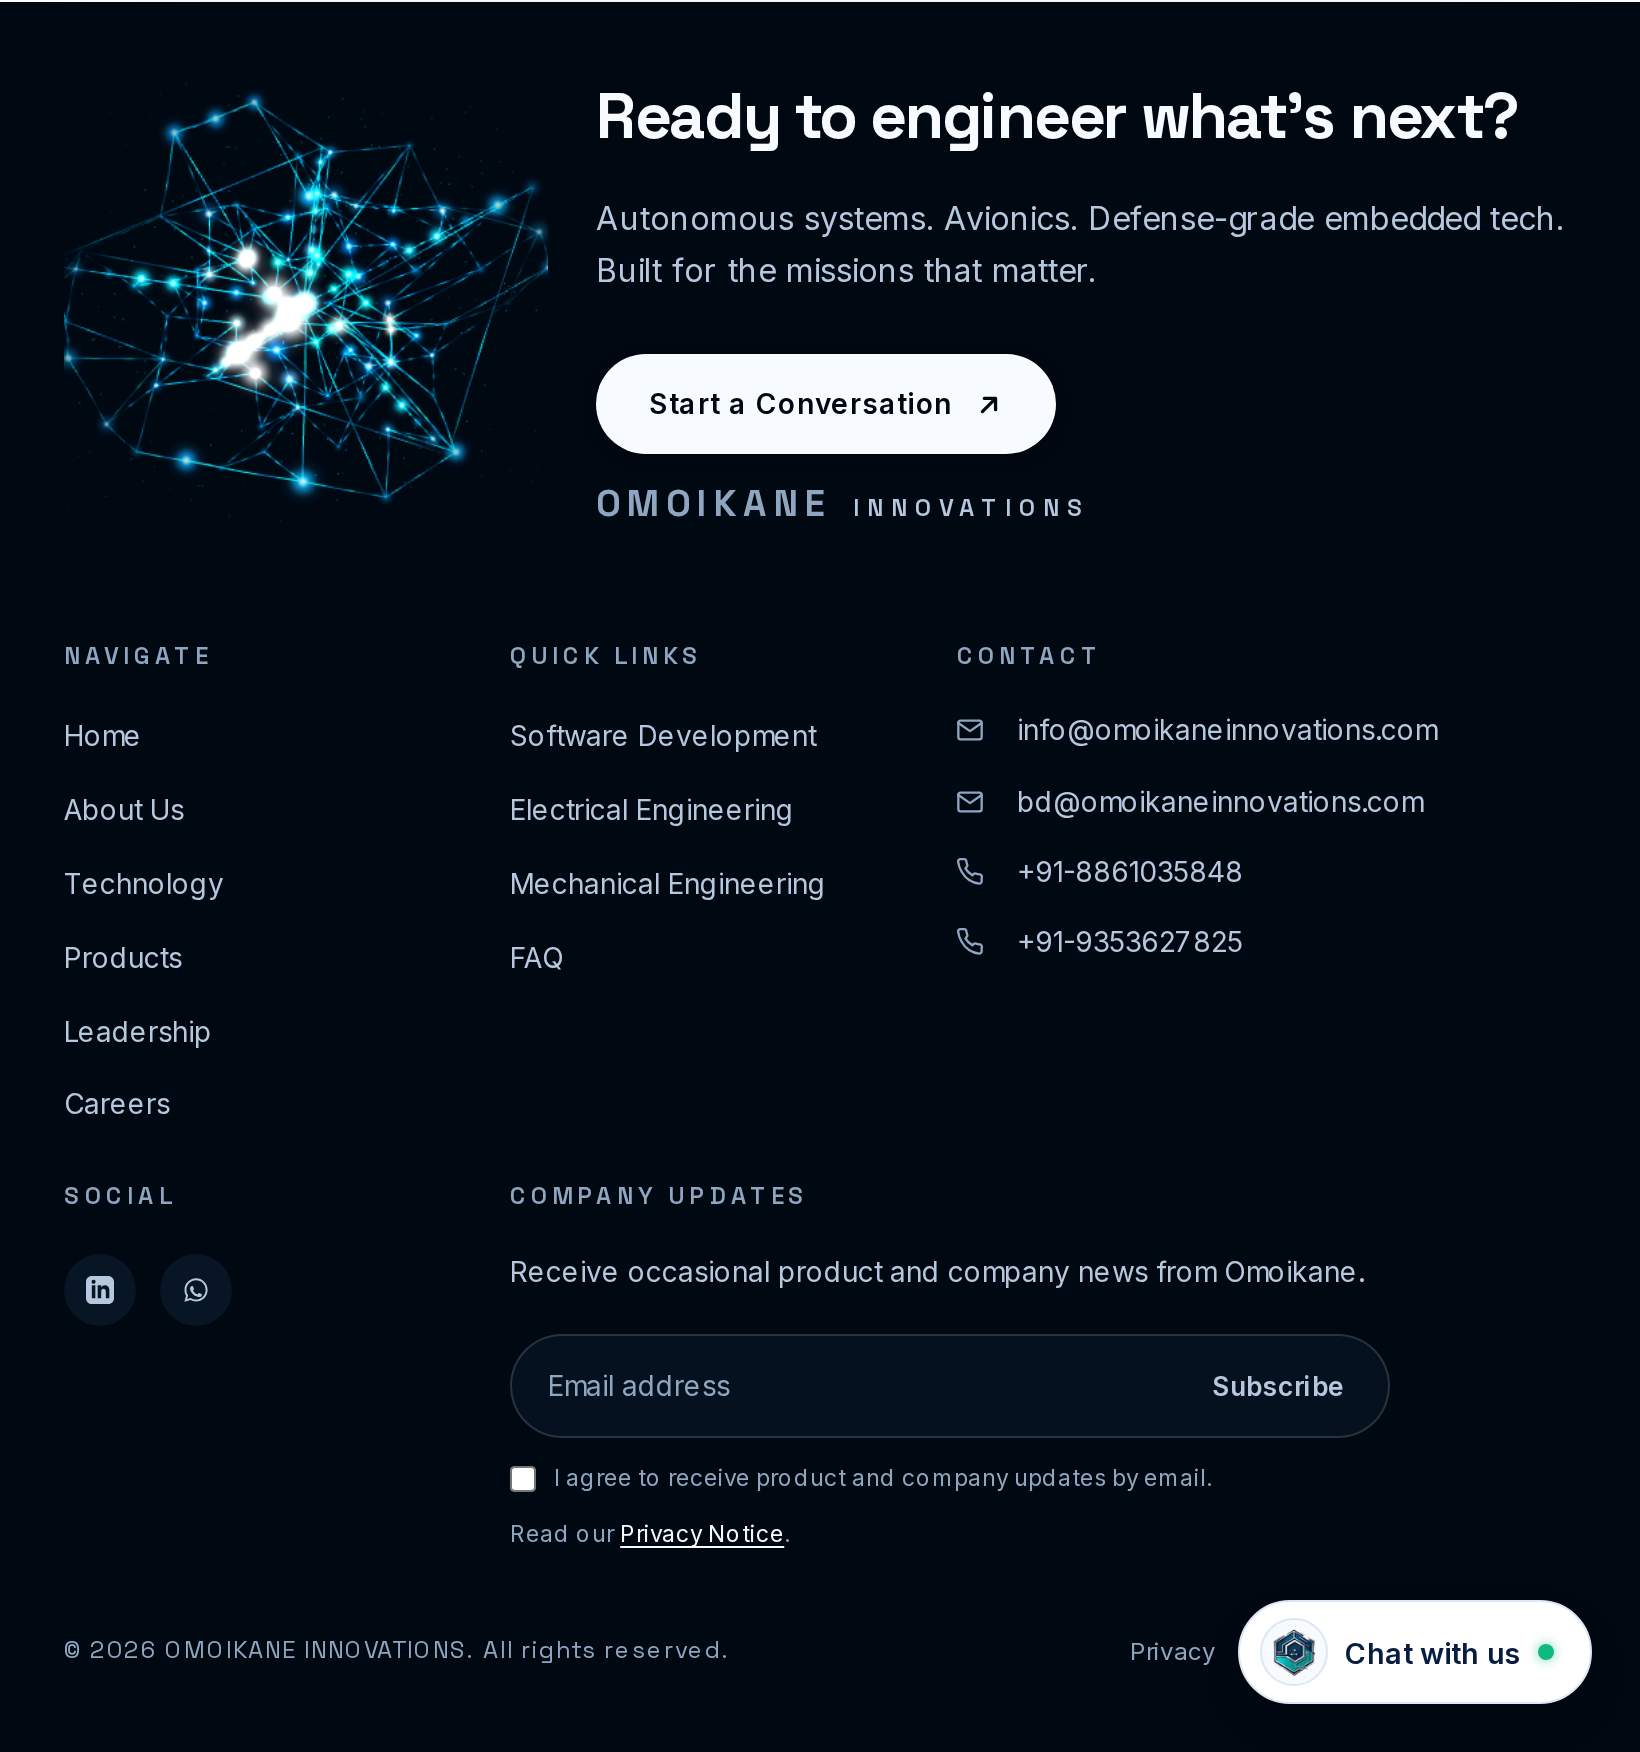 Ready to engineer what’s next?
Autonomous systems. Avionics. Defense-grade embedded tech.
Built for the missions that matter.
Start a Conversation
OMOIKANE INNOVATIONS
NAVIGATE
Home
About Us
Technology
Products
Leadership
Careers
QUICK LINKS
Software Development
Electrical Engineering
Mechanical Engineering
FAQ
CONTACT
info@omoikaneinnovations.com
bd@omoikaneinnovations.com
+91-8861035848
+91-9353627825
SOCIAL
in
COMPANY UPDATES
Receive occasional product and company news from Omoikane.
Email address
Subscribe
I agree to receive product and company updates by email.
Read our Privacy Notice.
© 2026 OMOIKANE INNOVATIONS. All rights reserved.
Privacy
Chat with us